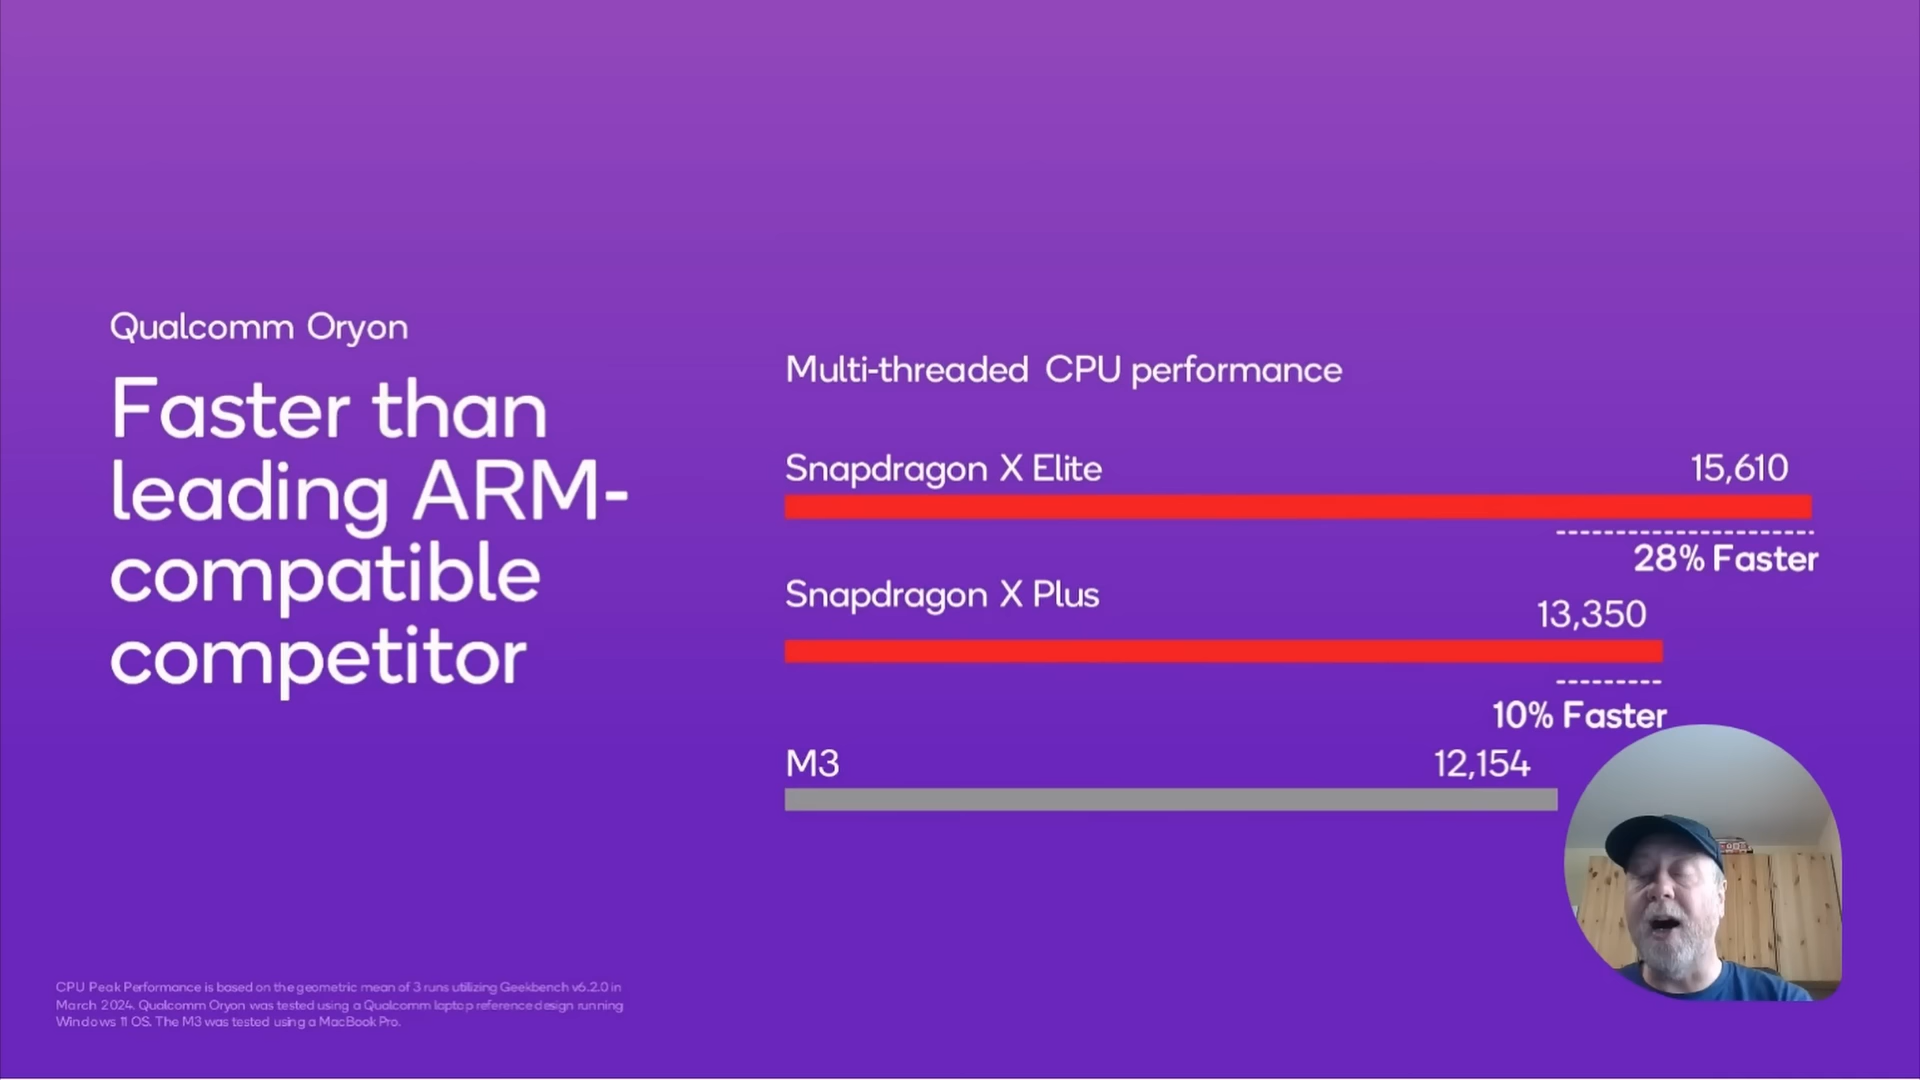 Qualcomm Oryon
Faster than
leading ARM-
compatible
competitor
Multi-threaded CPU performance
Snapdragon X Elite
15,610
28% Faster
Snapdragon X Plus
13,350
10% Faster
M3
12,154
CPU Peak Performance is based on the geometric mean of 3 runs utilizing Geekbench v6.2.0 in
March 2024. Qualcomm Oryon was tested using a Qualcomm laptop reference design running
Windows 11 OS. The M3 was tested using a MacBook Pro.